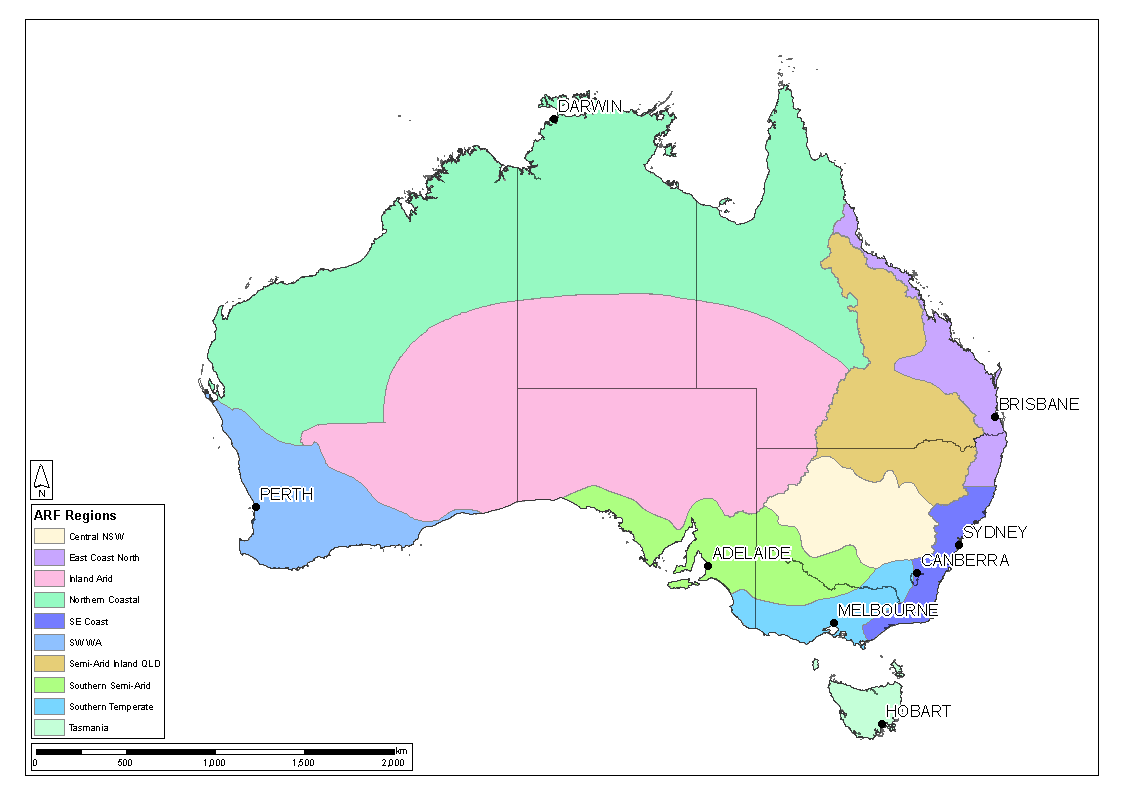 DARWIN
BRISBANE
PERTH
SYDNEY
ADELAIDE
CANBERRA
MELBOURNE
HOBART
N
ARF Regions
Central NSW
East Coast North
Inland Arid
Northern Coastal
SE Coast
SWWA
Semi-Arid Inland QLD
Southern Semi-Arid
Southern Temperate
Tasmania
km
0 500 1,000 1,500 2,000